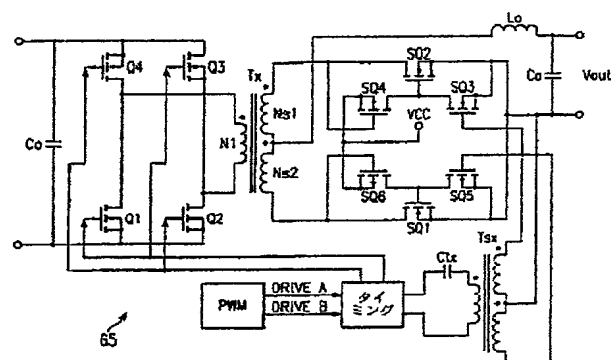 Lo
Q4
Q3
SQ2
Tx
Co
Vout
SQ4
SQ3
Ns1
VCC
Co
N1
Ns2
SQ6
SQ5
Q1
Q2
SQ1
Tsx
Ctx
PWM
DRIVE A
DRIVE B
タイ
ミング
65